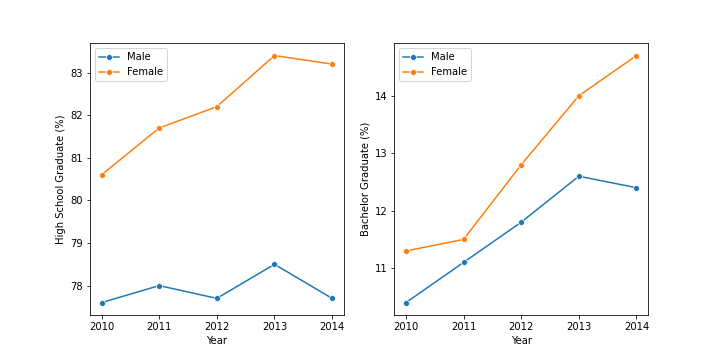 Male
Female
83
82
81
80
79
78
High School Graduate (%)
2010 2011 2012 2013 2014
Year
Male
Female
14
13
12
11
Bachelor Graduate (%)
2010 2011 2012 2013 2014
Year